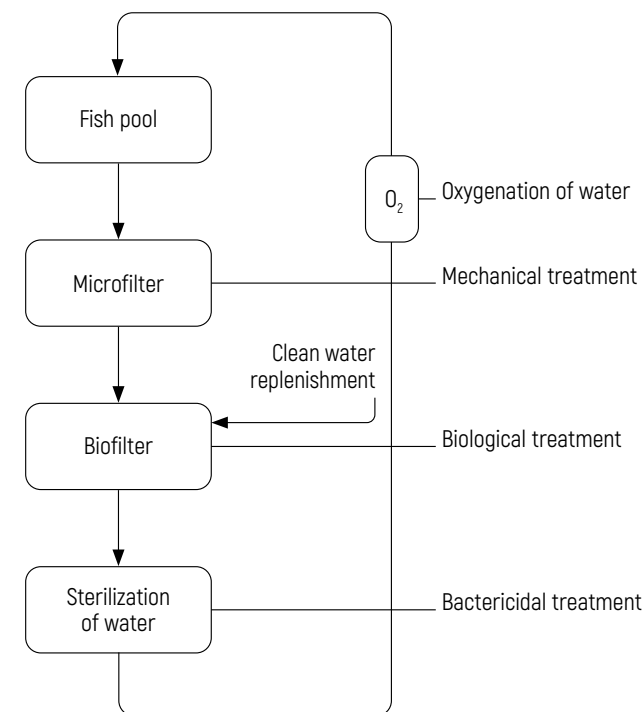 Fish pool
O₂
Oxygenation of water
Microfilter
Mechanical treatment
Clean water
replenishment
Biofilter
Biological treatment
Sterilization
of water
Bactericidal treatment